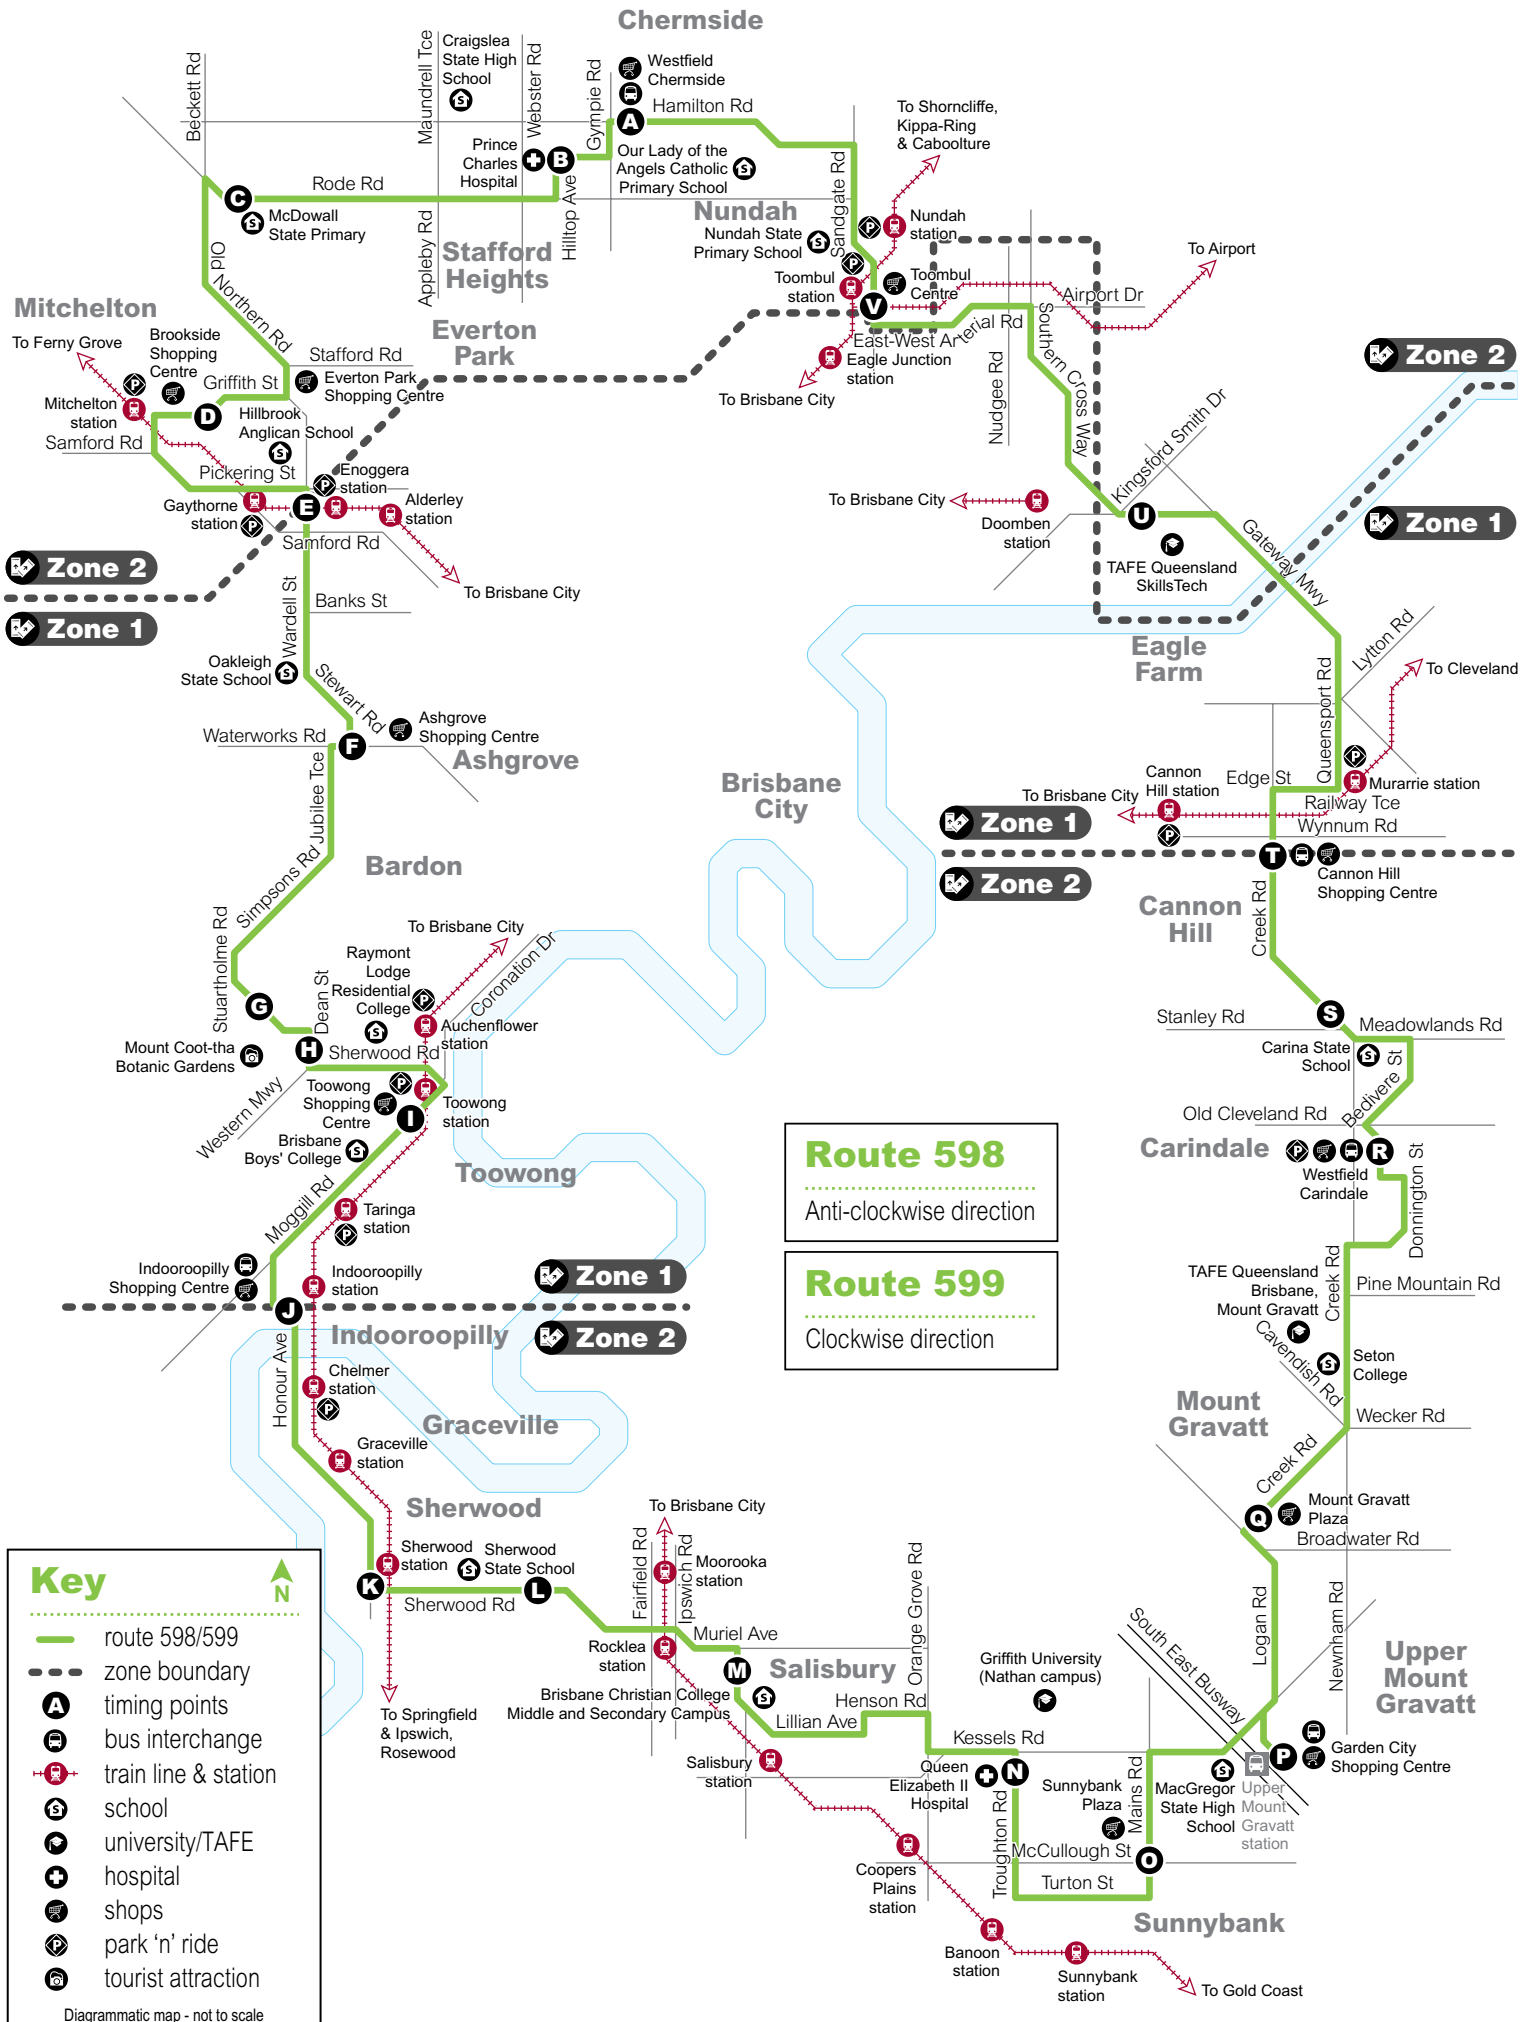 Chermside
Beckett Rd
Maundrell Tce
Craigslea
State High
School
Webster Rd
Gympie Rd
Westfield
Chermside
A
Hamilton Rd
To Shorncliffe,
Kippa-Ring
& Caboolture
Prince
Charles
Hospital
B
Our Lady of the
Angels Catholic
Primary School
Sandgate Rd
C
Rode Rd
McDowall
State Primary
Appleby Rd
Stafford
Heights
Hilltop Ave
Nundah
Nundah State
Primary School
Nundah
station
To Airport
Old
Northern Rd
Toombul
station
Toombul
Centre
V
Airport Dr
Mitchelton
To Ferny Grove
Brookside
Shopping
Centre
Stafford Rd
Everton
Park
East-West Arterial Rd
Eagle Junction
station
Nudgee Rd
Southern Cross Way
To Brisbane City
Zone 2
Zone 1
Griffith St
Everton Park
Shopping Centre
Mitchelton
station
D
Hillbrook
Anglican School
Samford Rd
Pickering St
Enoggera
station
Gaythorne
station
E
Alderley
station
Samford Rd
To Brisbane City
Zone 2
Zone 1
Wardell St
Banks St
Kingsford Smith Dr
To Brisbane City
Doomben
station
U
TAFE Queensland
SkillsTech
Gateway Mwy
Eagle
Farm
Oakleigh
State School
Stewart Rd
Waterworks Rd
F
Ashgrove
Shopping Centre
Ashgrove
Jubilee Tce
Simpsons Rd
Bardon
Brisbane
City
Lytton Rd
To Cleveland
Queensport Rd
Cannon
Hill station
Edge St
Murarrie station
To Brisbane City
Railway Tce
Wynnum Rd
Zone 1
Zone 2
T
Cannon Hill
Shopping Centre
Cannon
Hill
Creek Rd
Stuartholme Rd
G
Dean St
Raymont
Lodge
Residential
College
To Brisbane City
Coronation Dr
Auchenflower
station
H
Sherwood Rd
Mount Coot-tha
Botanic Gardens
Western Mwy
Toowong
Shopping
Centre
I
Toowong
station
Brisbane
Boys' College
Toowong
Moggill Rd
Taringa
station
Stanley Rd
S
Meadowlands Rd
Carina State
School
Bedivere St
Old Cleveland Rd
Carindale
R
Westfield
Carindale
Donnington St
Route 598
Anti-clockwise direction
Route 599
Clockwise direction
Indooroopilly
Shopping Centre
Indooroopilly
station
Zone 1
Zone 2
J
Indooroopilly
Honour Ave
Chelmer
station
Graceville
Graceville
station
TAFE Queensland
Brisbane,
Mount Gravatt
Creek Rd
Pine Mountain Rd
Cavendish Rd
Seton
College
Mount
Gravatt
Wecker Rd
Creek Rd
Q
Mount Gravatt
Plaza
Broadwater Rd
Sherwood
Sherwood
station
Sherwood
State School
K
L
Sherwood Rd
To Springfield
& Ipswich,
Rosewood
To Brisbane City
Fairfield Rd
Ipswich Rd
Moorooka
station
Rocklea
station
Muriel Ave
M
Salisbury
Brisbane Christian College
Middle and Secondary Campus
Orange Grove Rd
Henson Rd
Lillian Ave
Griffith University
(Nathan campus)
Kessels Rd
Salisbury
station
Queen
Elizabeth II
Hospital
N
Troughton Rd
Sunnybank
Plaza
Mains Rd
McCullough St
O
Turton St
Sunnybank
Coopers
Plains
station
Banoon
station
Sunnybank
station
To Gold Coast
South East Busway
Logan Rd
Newnham Rd
Upper
Mount
Gravatt
P
Garden City
Shopping Centre
MacGregor
State High
School
Upper
Mount
Gravatt
station
Key
N
route 598/599
zone boundary
A
timing points
bus interchange
train line & station
school
university/TAFE
hospital
shops
park 'n' ride
tourist attraction
Diagrammatic map - not to scale